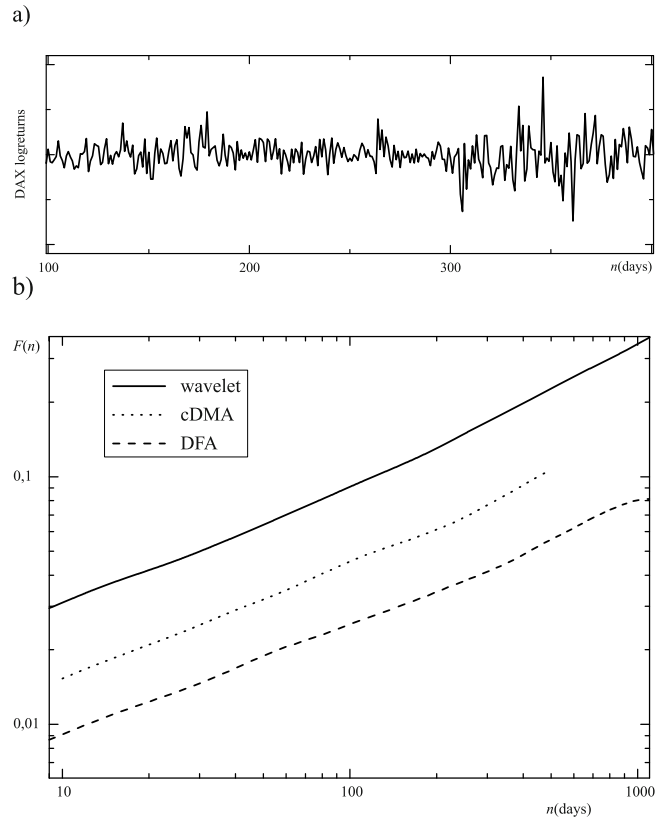 a)
DAX logreturns
100 200 300 n(days)
b)
F(n)
wavelet
cDMA
DFA
0,1
0,01
10 100 1000
n(days)